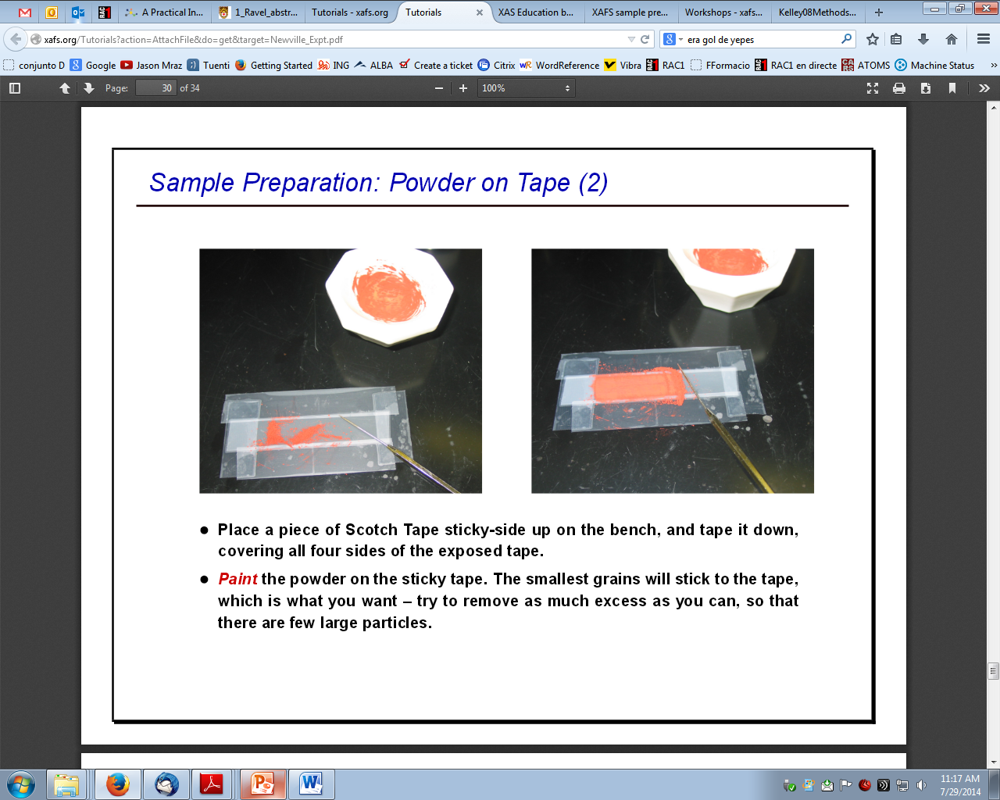 A Practical In...
1_Ravel_abstr...
Tutorials - xafs.org
Tutorials
XAS Education b...
XAFS sample pre...
Workshops - xafs...
Kelley08Methods...
xafs.org/Tutorials?action=AttachFile&do=get&target=Newville_Expt.pdf
era gol de yepes
conjunto D
Google
Jason Mraz
Tuenti
Getting Started
ING
ALBA
Create a ticket
Citrix
WordReference
Vibra
RAC1
FFormacio
RAC1 en directe
ATOMS
Machine Status
Page: 30 of 34
100%
Sample Preparation: Powder on Tape (2)
● Place a piece of Scotch Tape sticky-side up on the bench, and tape it down,
covering all four sides of the exposed tape.
● Paint the powder on the sticky tape. The smallest grains will stick to the tape,
which is what you want – try to remove as much excess as you can, so that
there are few large particles.
11:17 AM
7/29/2014